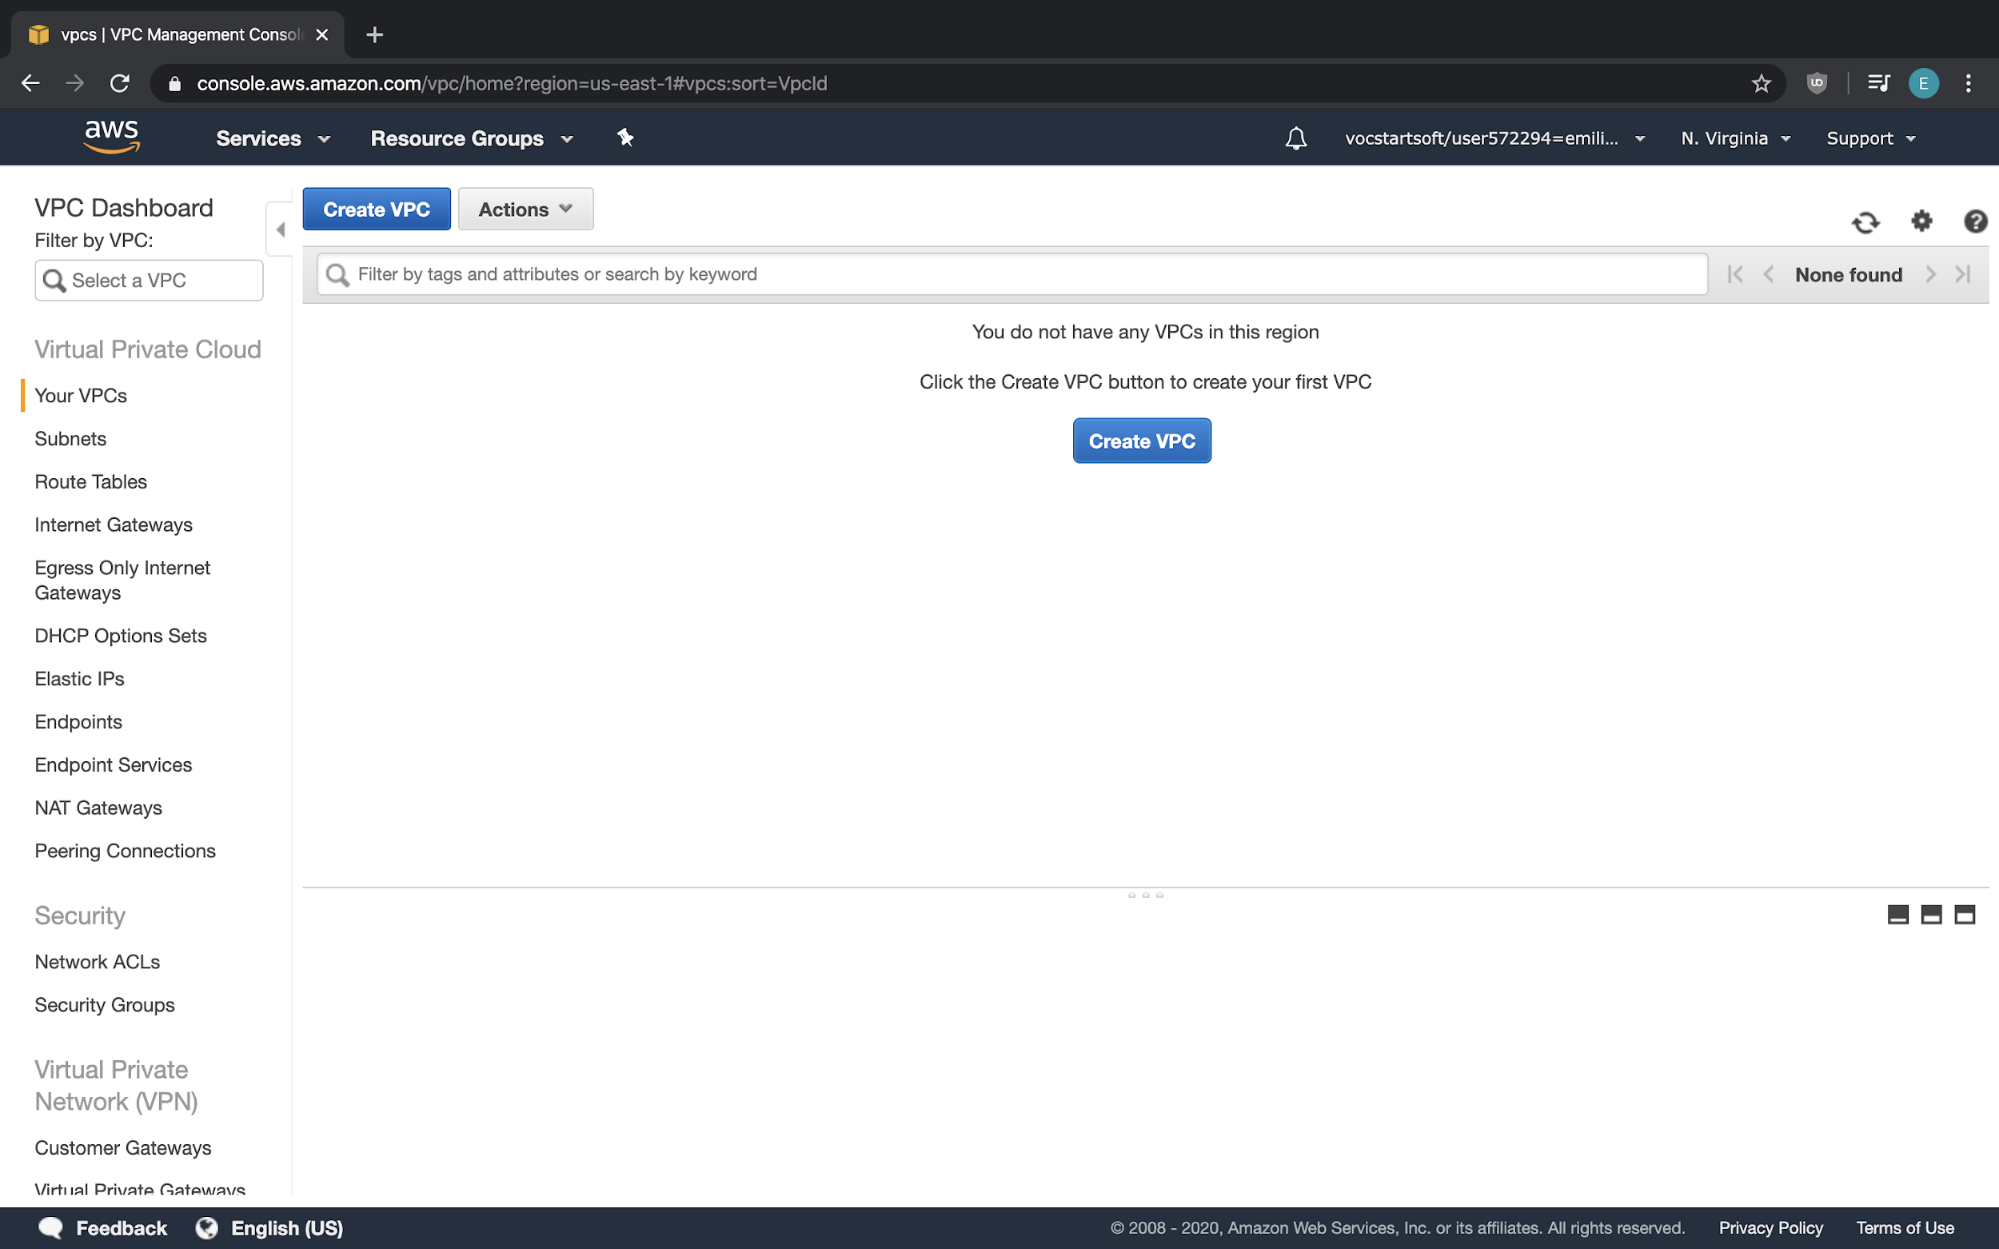 vpcs | VPC Management Consol
console.aws.amazon.com/vpc/home?region=us-east-1#vpcs:sort=VpcId
E
aws
Services
Resource Groups
vocstartsoft/user572294=emili...
N. Virginia
Support
VPC Dashboard
Filter by VPC:
Select a VPC
Virtual Private Cloud
Your VPCs
Subnets
Route Tables
Internet Gateways
Egress Only Internet
Gateways
DHCP Options Sets
Elastic IPs
Endpoints
Endpoint Services
NAT Gateways
Peering Connections
Security
Network ACLs
Security Groups
Virtual Private
Network (VPN)
Customer Gateways
Virtual Private Gateways
Create VPC
Actions
Filter by tags and attributes or search by keyword
None found
You do not have any VPCs in this region
Click the Create VPC button to create your first VPC
Create VPC
Feedback
English (US)
© 2008 - 2020, Amazon Web Services, Inc. or its affiliates. All rights reserved.
Privacy Policy
Terms of Use